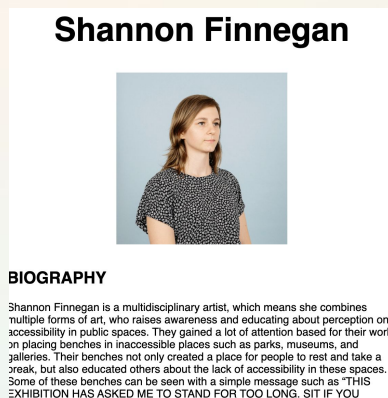 Shannon Finnegan
BIOGRAPHY
Shannon Finnegan is a multidisciplinary artist, which means she combines
multiple forms of art, who raises awareness and educating about perception on
accessibility in public spaces. They gained a lot of attention based for their work
on placing benches in inaccessible places such as parks, museums, and
galleries. Their benches not only created a place for people to rest and take a
break, but also educated others about the lack of accessibility in these spaces.
Some of these benches can be seen with a simple message such as “THIS
EXHIBITION HAS ASKED ME TO STAND FOR TOO LONG. SIT IF YOU